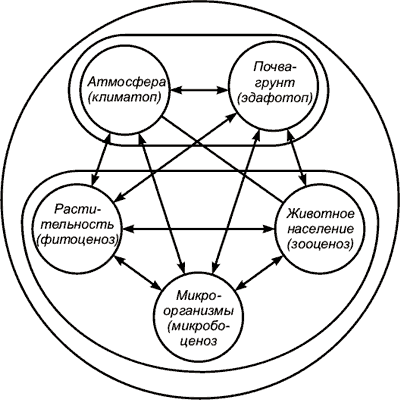 Атмосфера
(климатоп)
Почва-
грунт
(эдафотоп)
Расти-
тельность
(фитоценоз)
Животное
население
(зооценоз)
Микро-
организмы
(микробо-
ценоз